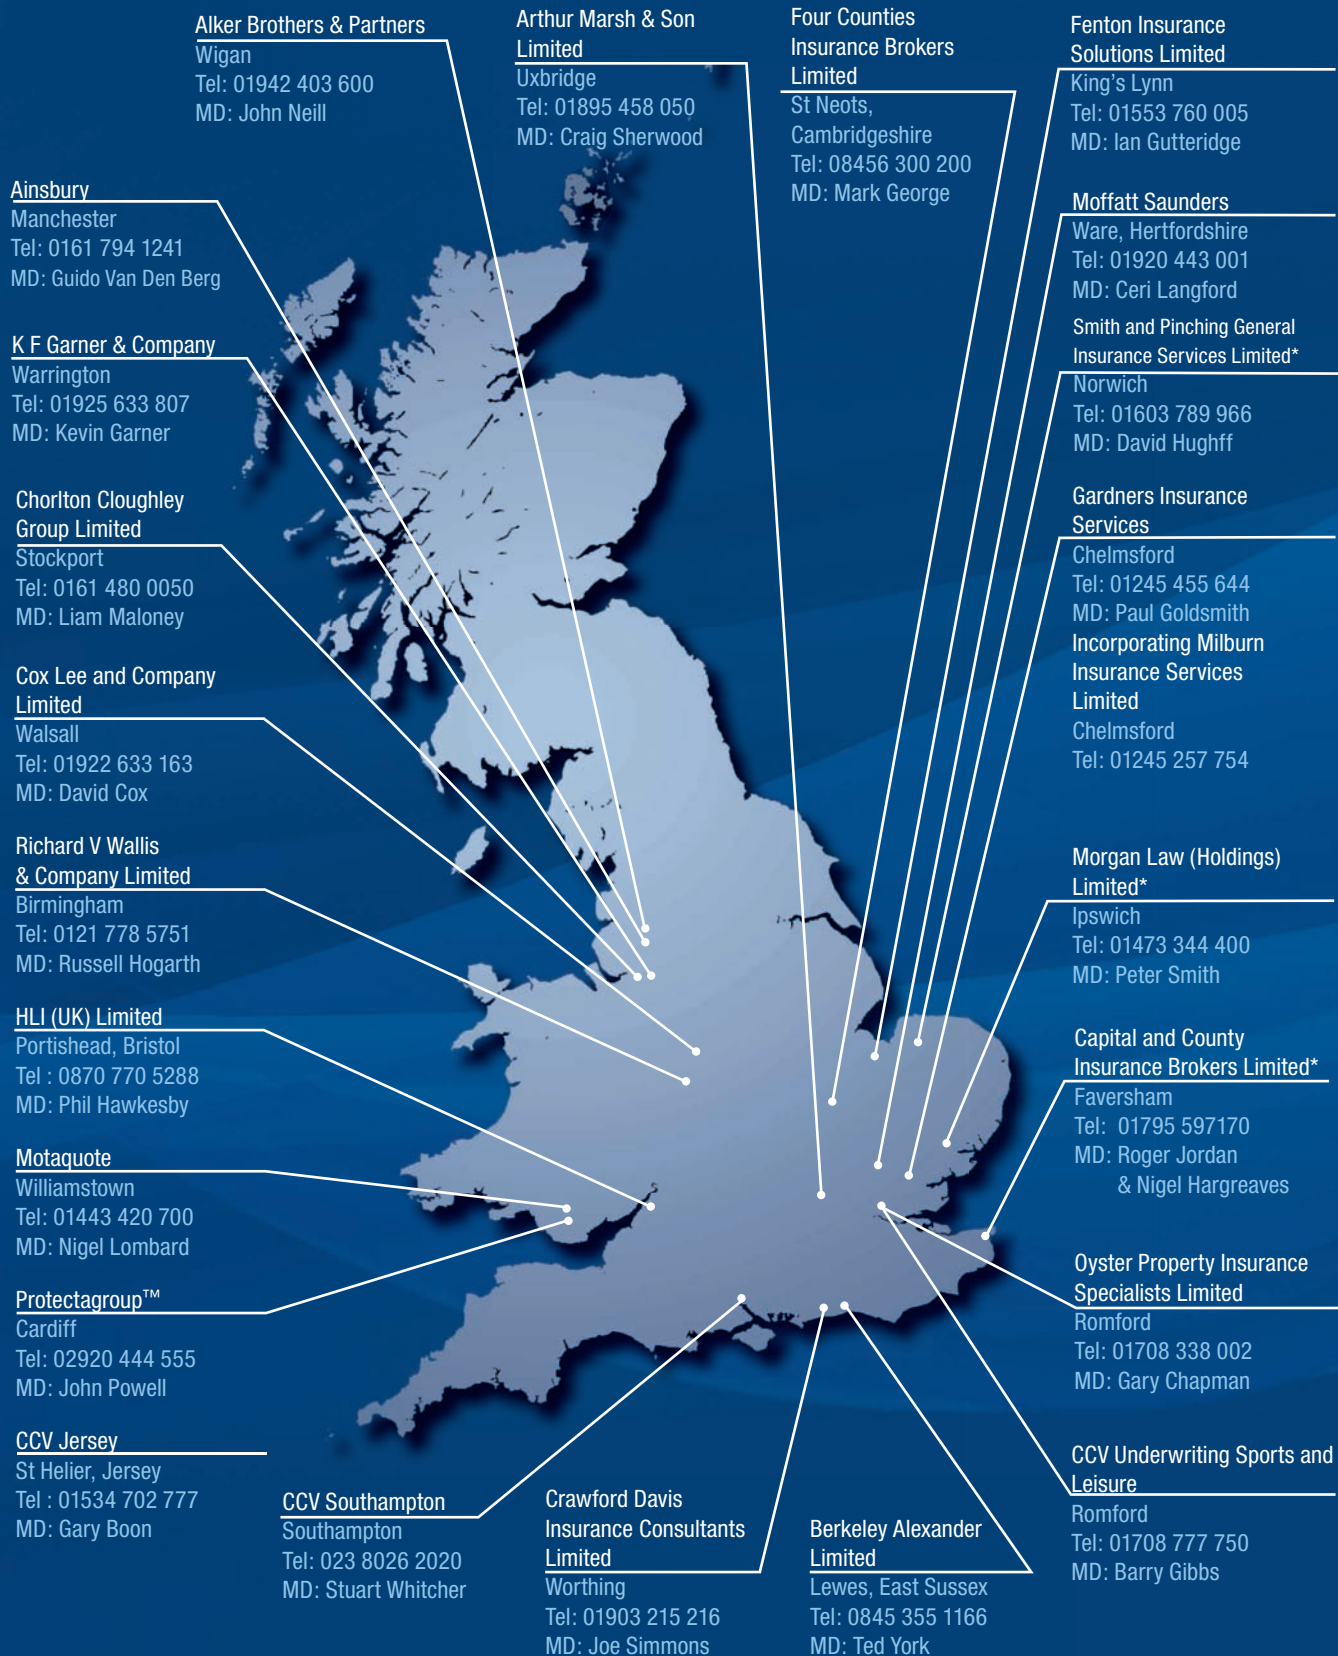 Alker Brothers & Partners
Wigan
Tel: 01942 403 600
MD: John Neill
Arthur Marsh & Son
Limited
Uxbridge
Tel: 01895 458 050
MD: Craig Sherwood
Four Counties
Insurance Brokers
Limited
St Neots,
Cambridgeshire
Tel: 08456 300 200
MD: Mark George
Fenton Insurance
Solutions Limited
King's Lynn
Tel: 01553 760 005
MD: Ian Gutteridge
Ainsbury
Manchester
Tel: 0161 794 1241
MD: Guido Van Den Berg
Moffatt Saunders
Ware, Hertfordshire
Tel: 01920 443 001
MD: Ceri Langford
K F Garner & Company
Warrington
Tel: 01925 633 807
MD: Kevin Garner
Smith and Pinching General
Insurance Services Limited*
Norwich
Tel: 01603 789 966
MD: David Hughff
Chorlton Cloughley
Group Limited
Stockport
Tel: 0161 480 0050
MD: Liam Maloney
Gardners Insurance
Services
Chelmsford
Tel: 01245 455 644
MD: Paul Goldsmith
Incorporating Milburn
Insurance Services
Limited
Chelmsford
Tel: 01245 257 754
Cox Lee and Company
Limited
Walsall
Tel: 01922 633 163
MD: David Cox
Richard V Wallis
& Company Limited
Birmingham
Tel: 0121 778 5751
MD: Russell Hogarth
Morgan Law (Holdings)
Limited*
Ipswich
Tel: 01473 344 400
MD: Peter Smith
HLI (UK) Limited
Portishead, Bristol
Tel : 0870 770 5288
MD: Phil Hawkesby
Capital and County
Insurance Brokers Limited*
Faversham
Tel: 01795 597170
MD: Roger Jordan
& Nigel Hargreaves
Motaquote
Williamstown
Tel: 01443 420 700
MD: Nigel Lombard
Oyster Property Insurance
Specialists Limited
Romford
Tel: 01708 338 002
MD: Gary Chapman
Protectagroup™
Cardiff
Tel: 02920 444 555
MD: John Powell
CCV Jersey
St Helier, Jersey
Tel : 01534 702 777
MD: Gary Boon
CCV Southampton
Southampton
Tel: 023 8026 2020
MD: Stuart Whitcher
Crawford Davis
Insurance Consultants
Limited
Worthing
Tel: 01903 215 216
MD: Joe Simmons
Berkeley Alexander
Limited
Lewes, East Sussex
Tel: 0845 355 1166
MD: Ted York
CCV Underwriting Sports and
Leisure
Romford
Tel: 01708 777 750
MD: Barry Gibbs